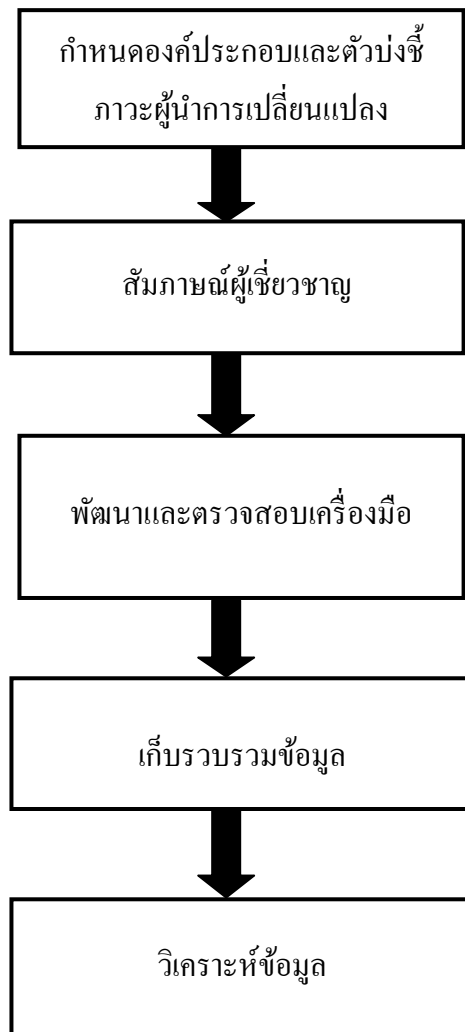 กำหนดองค์ประกอบและตัวบ่งชี้
ภาวะผู้นำการเปลี่ยนแปลง
สัมภาษณ์ผู้เชี่ยวชาญ
พัฒนาและตรวจสอบเครื่องมือ
เก็บรวบรวมข้อมูล
วิเคราะห์ข้อมูล